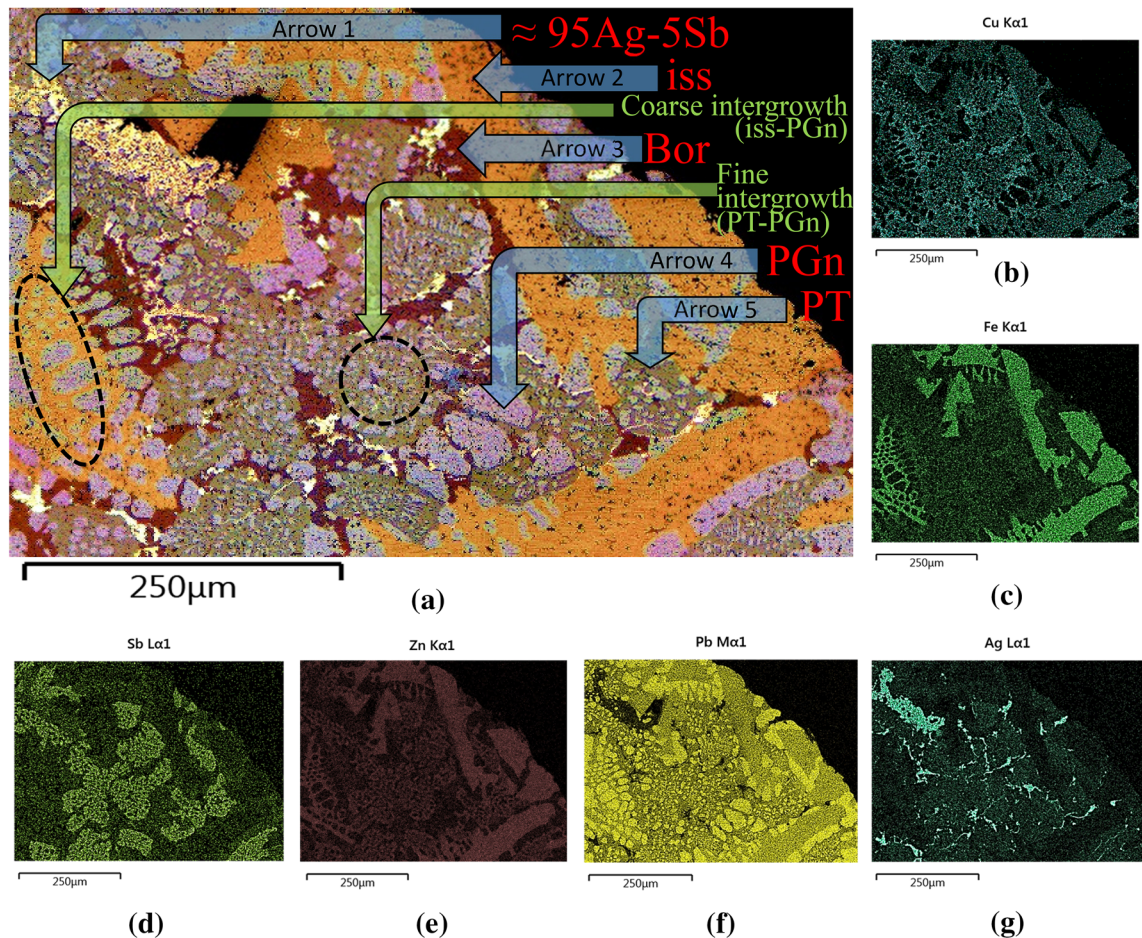 Arrow 1
≈ 95Ag-5Sb
Arrow 2
iss
Coarse intergrowth
(iss-PGn)
Arrow 3
Bor
Fine
intergrowth
(PT-PGn)
Arrow 4
PGn
Arrow 5
PT
250μm
(a)
Cu Kα1
250μm
(b)
Fe Kα1
250μm
(c)
Sb Lα1
250μm
(d)
Zn Kα1
250μm
(e)
Pb Mα1
250μm
(f)
Ag Lα1
250μm
(g)